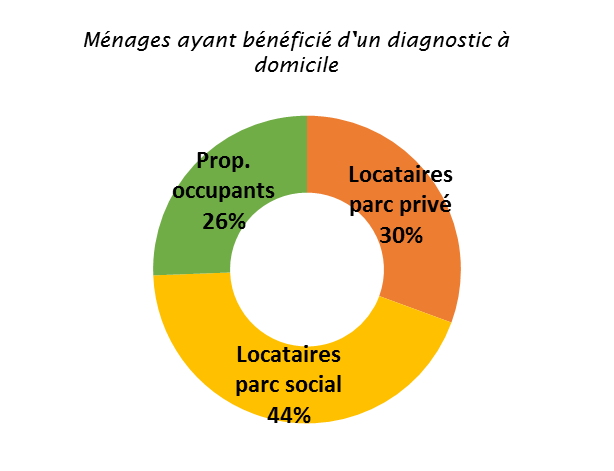 Ménages ayant bénéficié d'un diagnostic à
domicile
Prop.
occupants
26%
Locataires
parc privé
30%
Locataires
parc social
44%